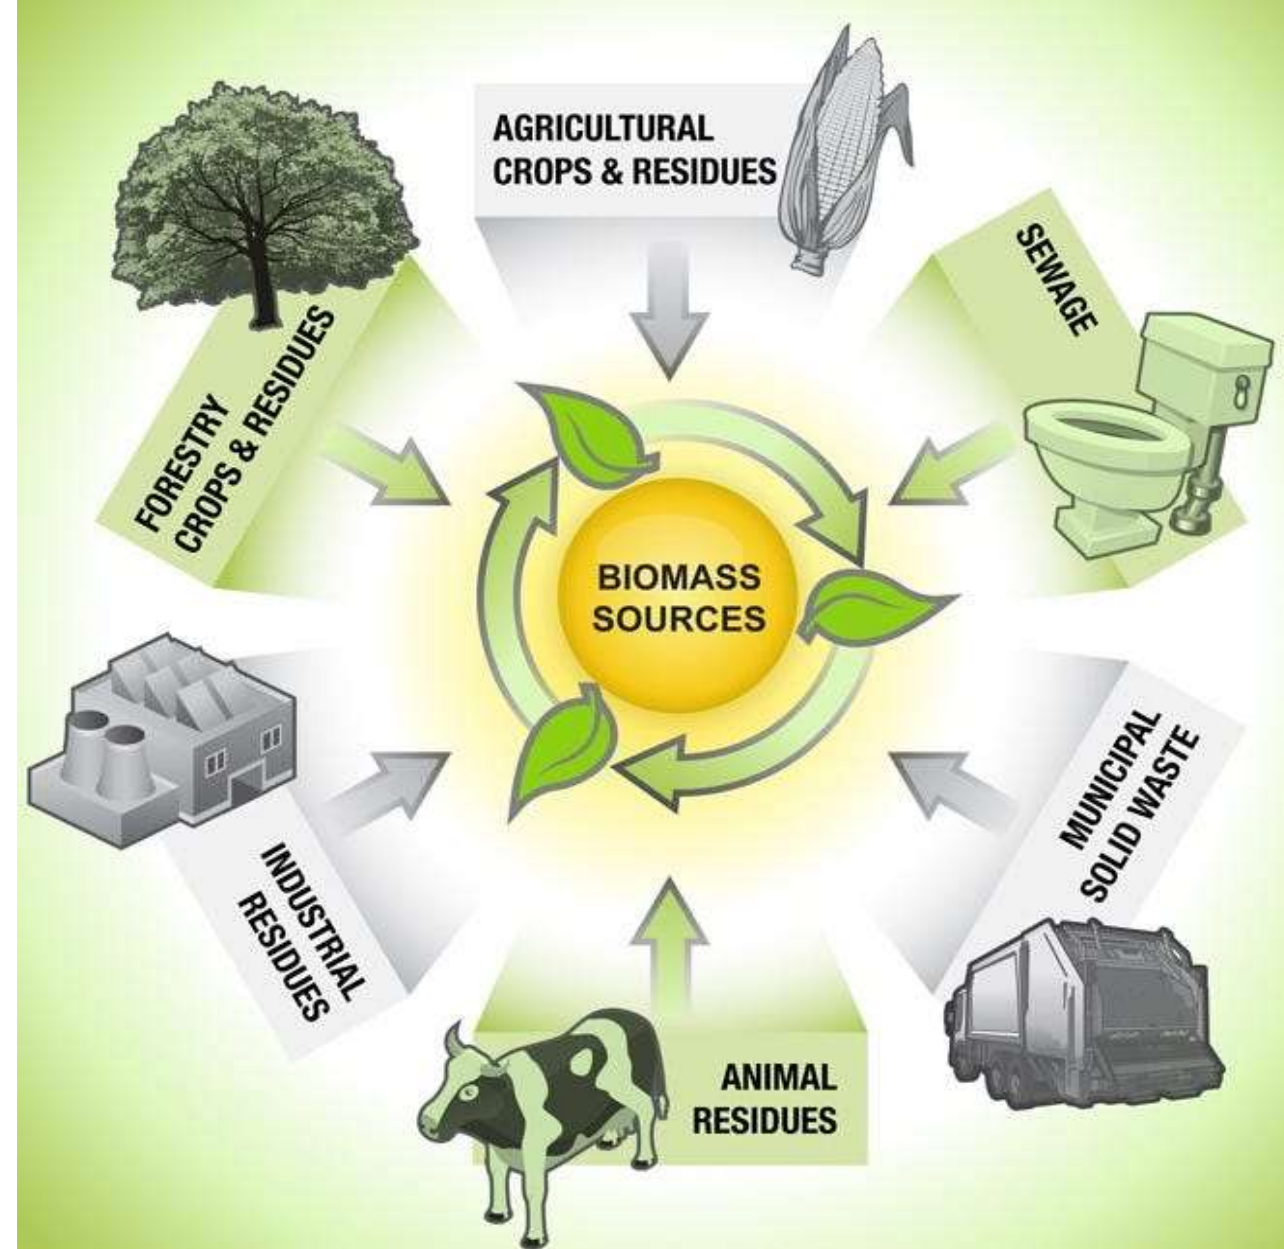 AGRICULTURAL
CROPS & RESIDUES
SEWAGE
FORESTRY
CROPS & RESIDUES
BIOMASS
SOURCES
MUNICIPAL
SOLID WASTE
INDUSTRIAL
RESIDUES
ANIMAL
RESIDUES